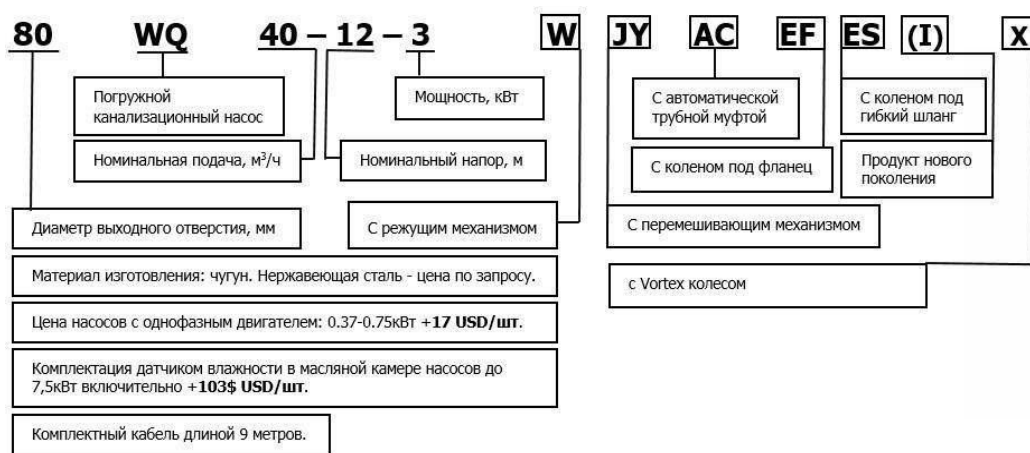 80 WQ 40 – 12 – 3 W JY AC EF ES (I) X
Погружной
канализационный насос
Мощность, кВт
С автоматической
трубной муфтой
С коленом под
гибкий шланг
Номинальная подача, м³/ч
Номинальный напор, м
С коленом под фланец
Продукт нового
поколения
Диаметр выходного отверстия, мм
С режущим механизмом
С перемешивающим механизмом
Материал изготовления: чугун. Нержавеющая сталь - цена по запросу.
с Vortex колесом
Цена насосов с однофазным двигателем: 0.37-0.75кВт +17 USD/шт.
Комплектация датчиком влажности в масляной камере насосов до
7,5кВт включительно +103$ USD/шт.
Комплектный кабель длиной 9 метров.